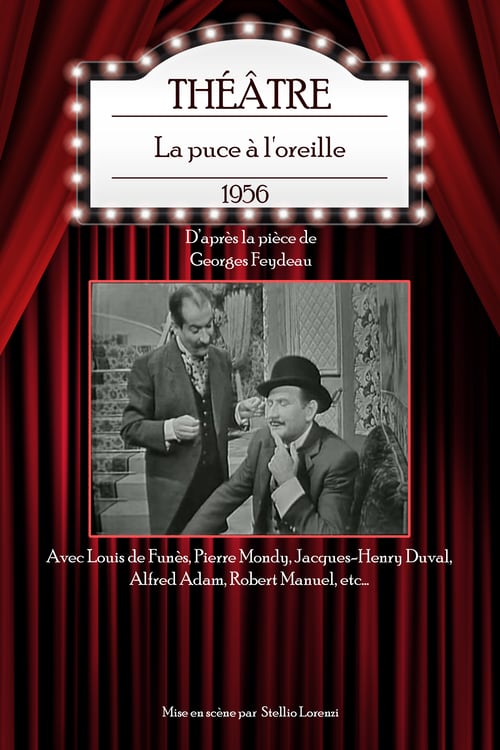 THÉÂTRE
La puce à l'oreille
1956
D'après la pièce de
Georges Feydeau
Avec Louis de Funès, Pierre Mondy, Jacques-Henry Duval,
Alfred Adam, Robert Manuel, etc...
Mise en scène par Stellio Lorenzi